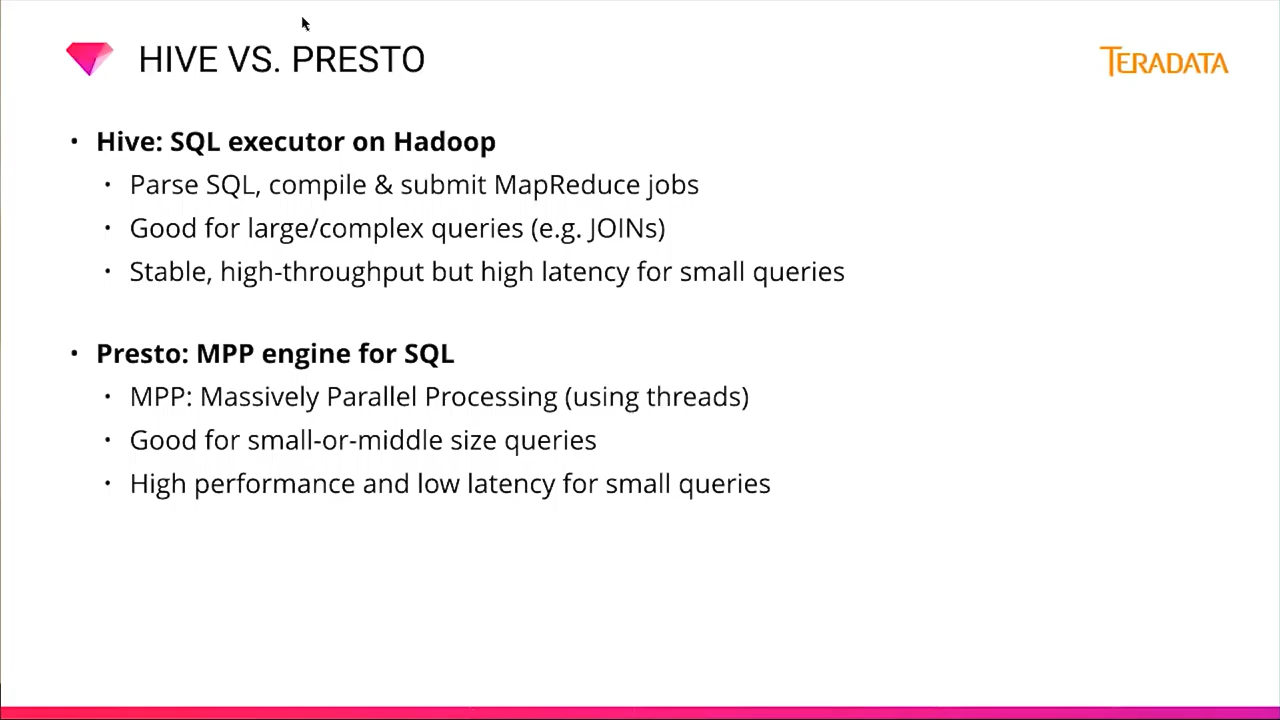 HIVE VS. PRESTO
TERADATA
• Hive: SQL executor on Hadoop
• Parse SQL, compile & submit MapReduce jobs
• Good for large/complex queries (e.g. JOINs)
• Stable, high-throughput but high latency for small queries
• Presto: MPP engine for SQL
• MPP: Massively Parallel Processing (using threads)
• Good for small-or-middle size queries
• High performance and low latency for small queries